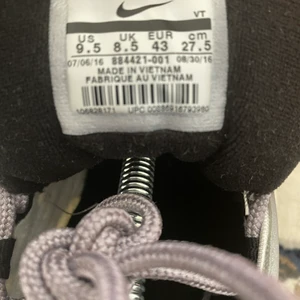 VT
US UK EUR cm
9.5 8.5 43 27.5
07/06/16 884421-001 08/30/16
MADE IN VIETNAM
FABRIQUE AU VIETNAM
UPC